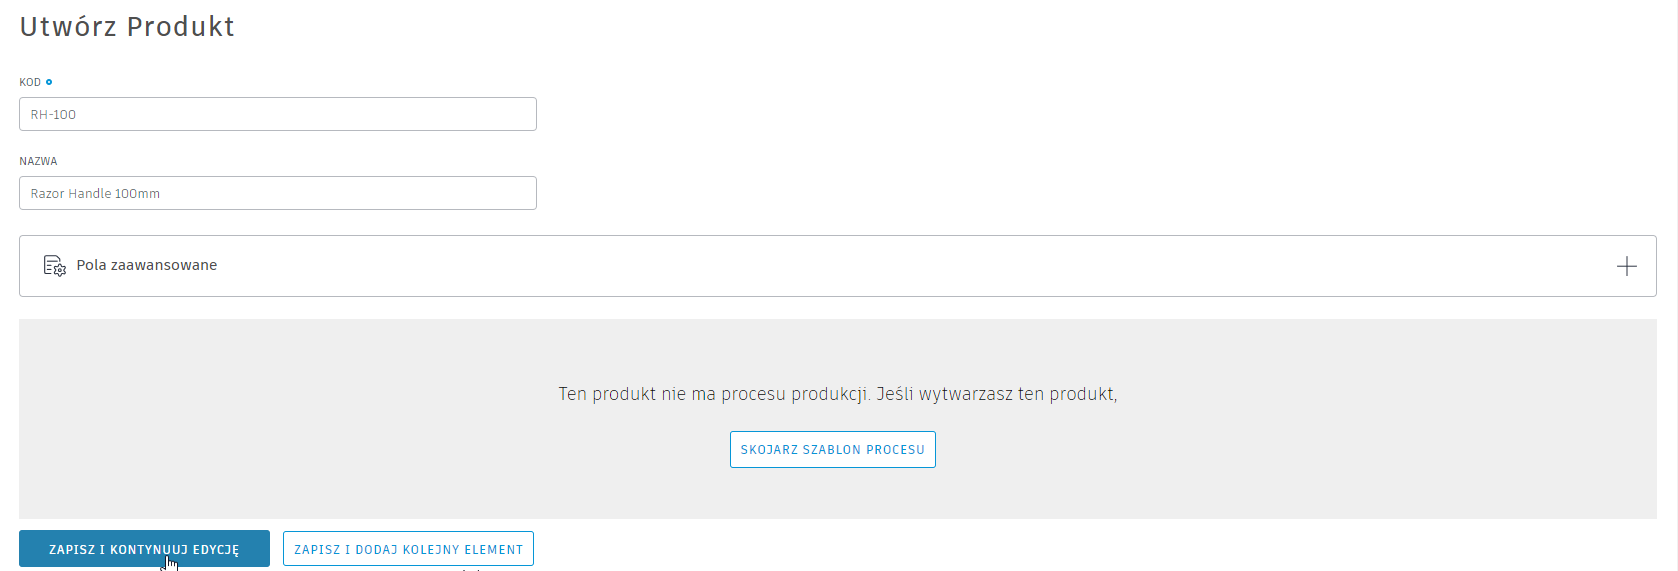 Utwórz Produkt
KOD
RH-100
NAZWA
Razor Handle 100mm
Pola zaawansowane
Ten produkt nie ma procesu produkcji. Jeśli wytwarzasz ten produkt,
SKOJARZ SZABLON PROCESU
ZAPISZ I KONTYNUUJ EDYCJĘ
ZAPISZ I DODAJ KOLEJNY ELEMENT